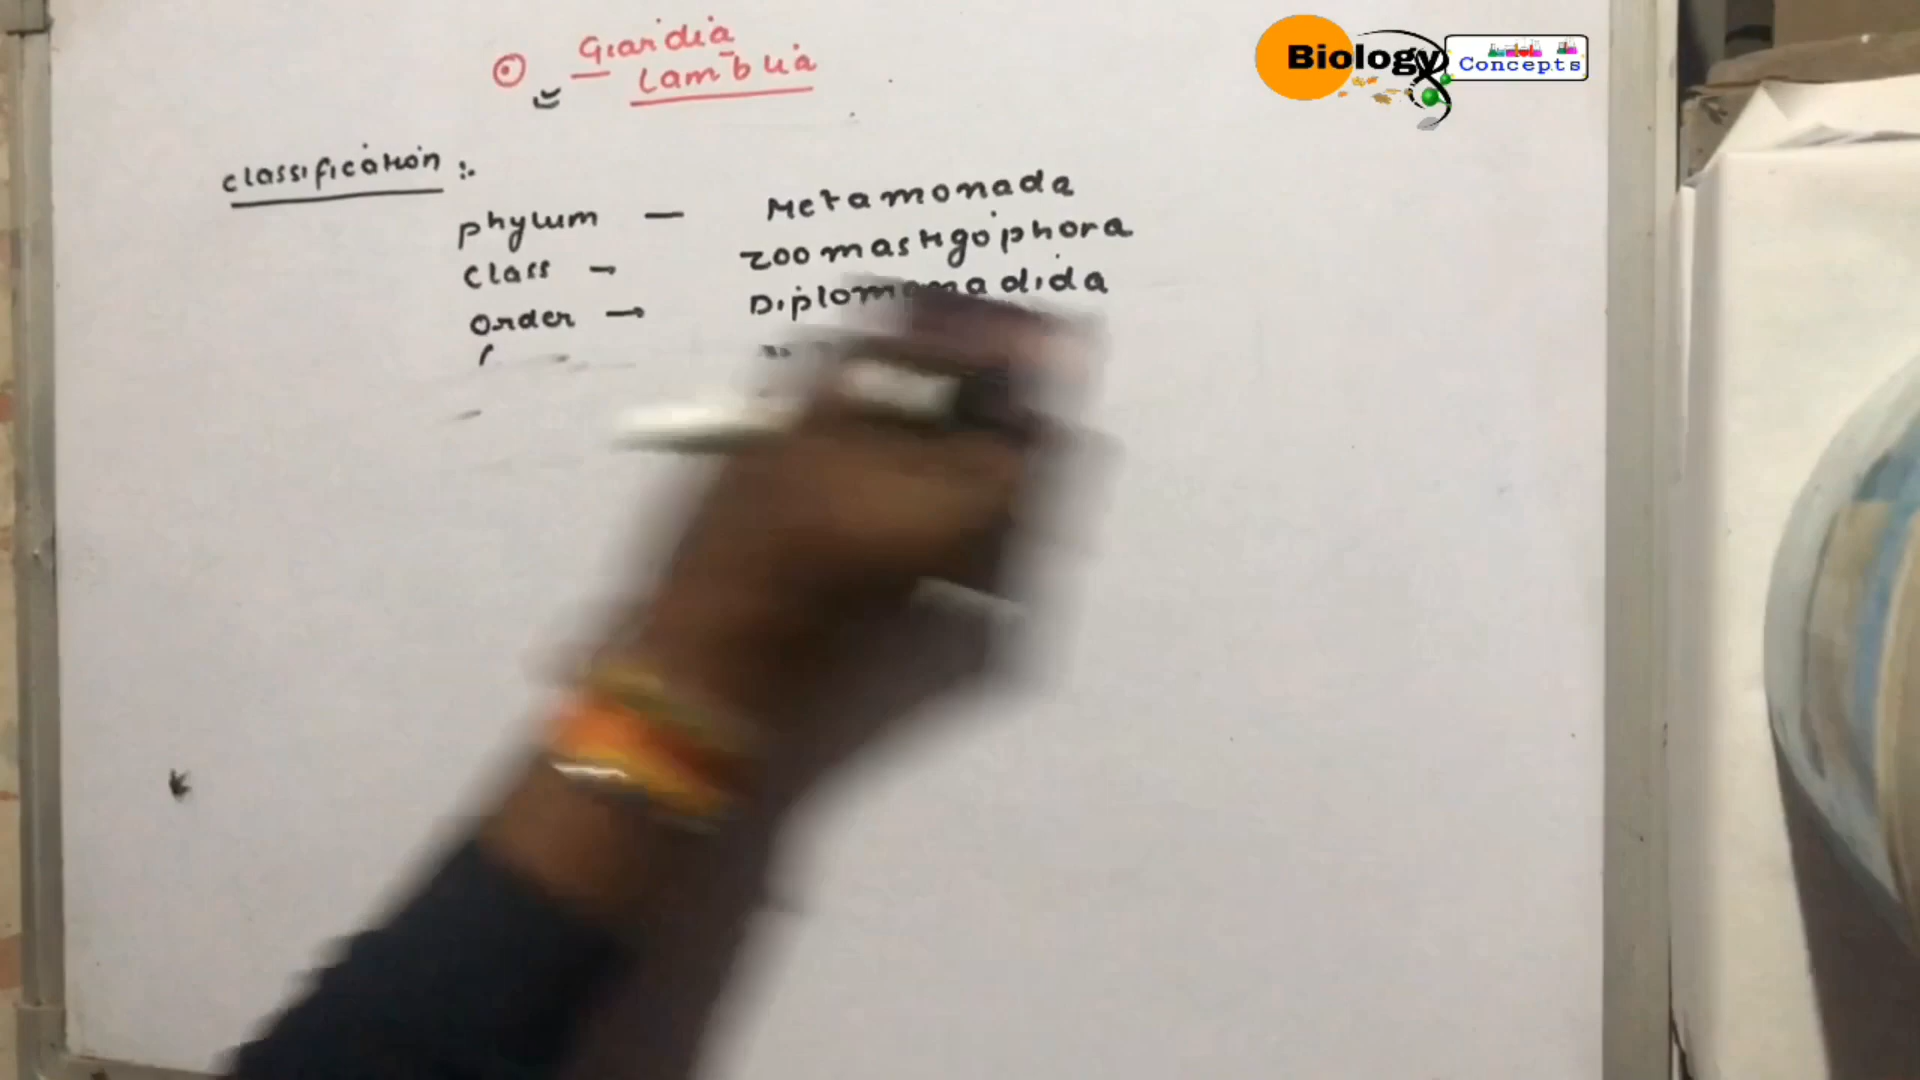 Giardia
Lamblia
Biology
Concepts
Classification :-
Phylum — Metamonada
Class - Zoomastigophora
Order → Diplomonadida